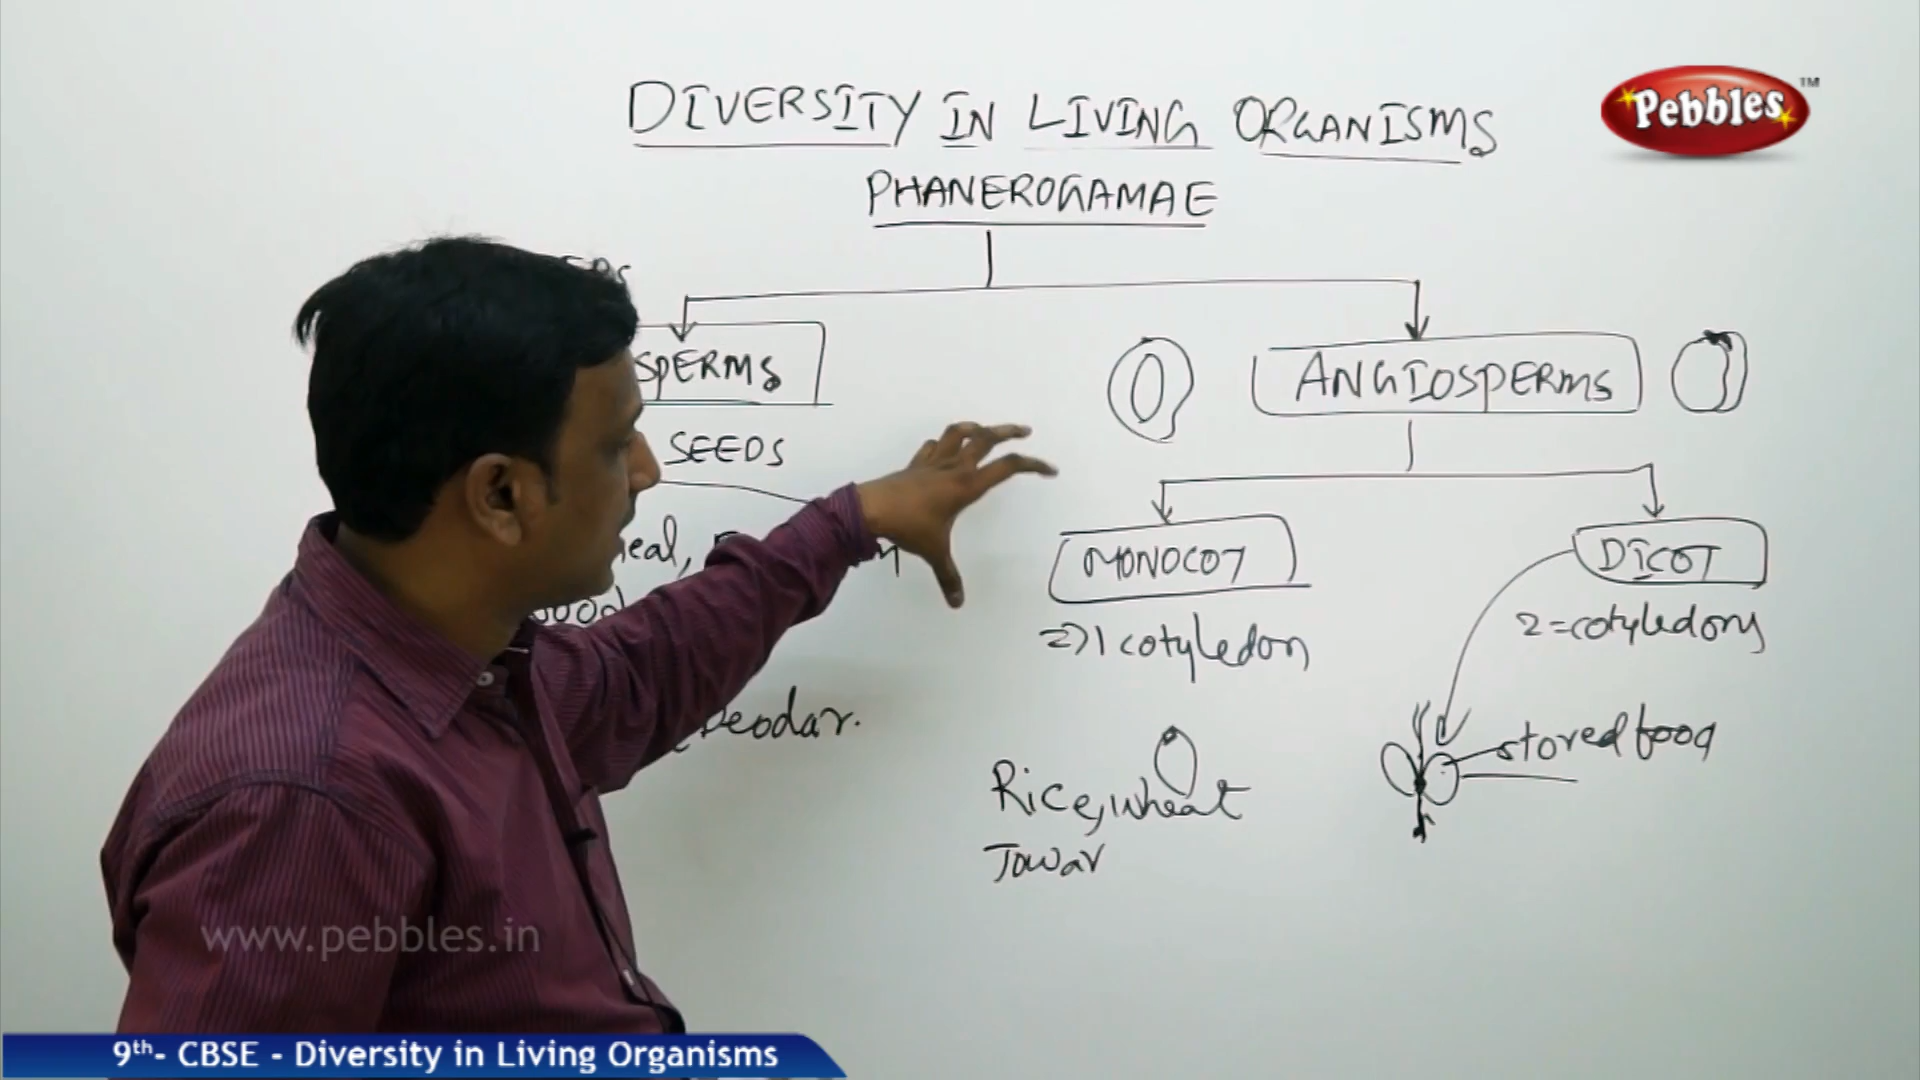 Pebbles™
DIVERSITY IN LIVING ORGANISMS
PHANEROGAMAE
SPERMS
ANGIOSPERMS
SEEDS
MONOCOT
DICOT
=>1 cotyledon
2=cotyledons
Deodar.
stored food
Rice, wheat
Jowar
www.pebbles.in
9th- CBSE - Diversity in Living Organisms